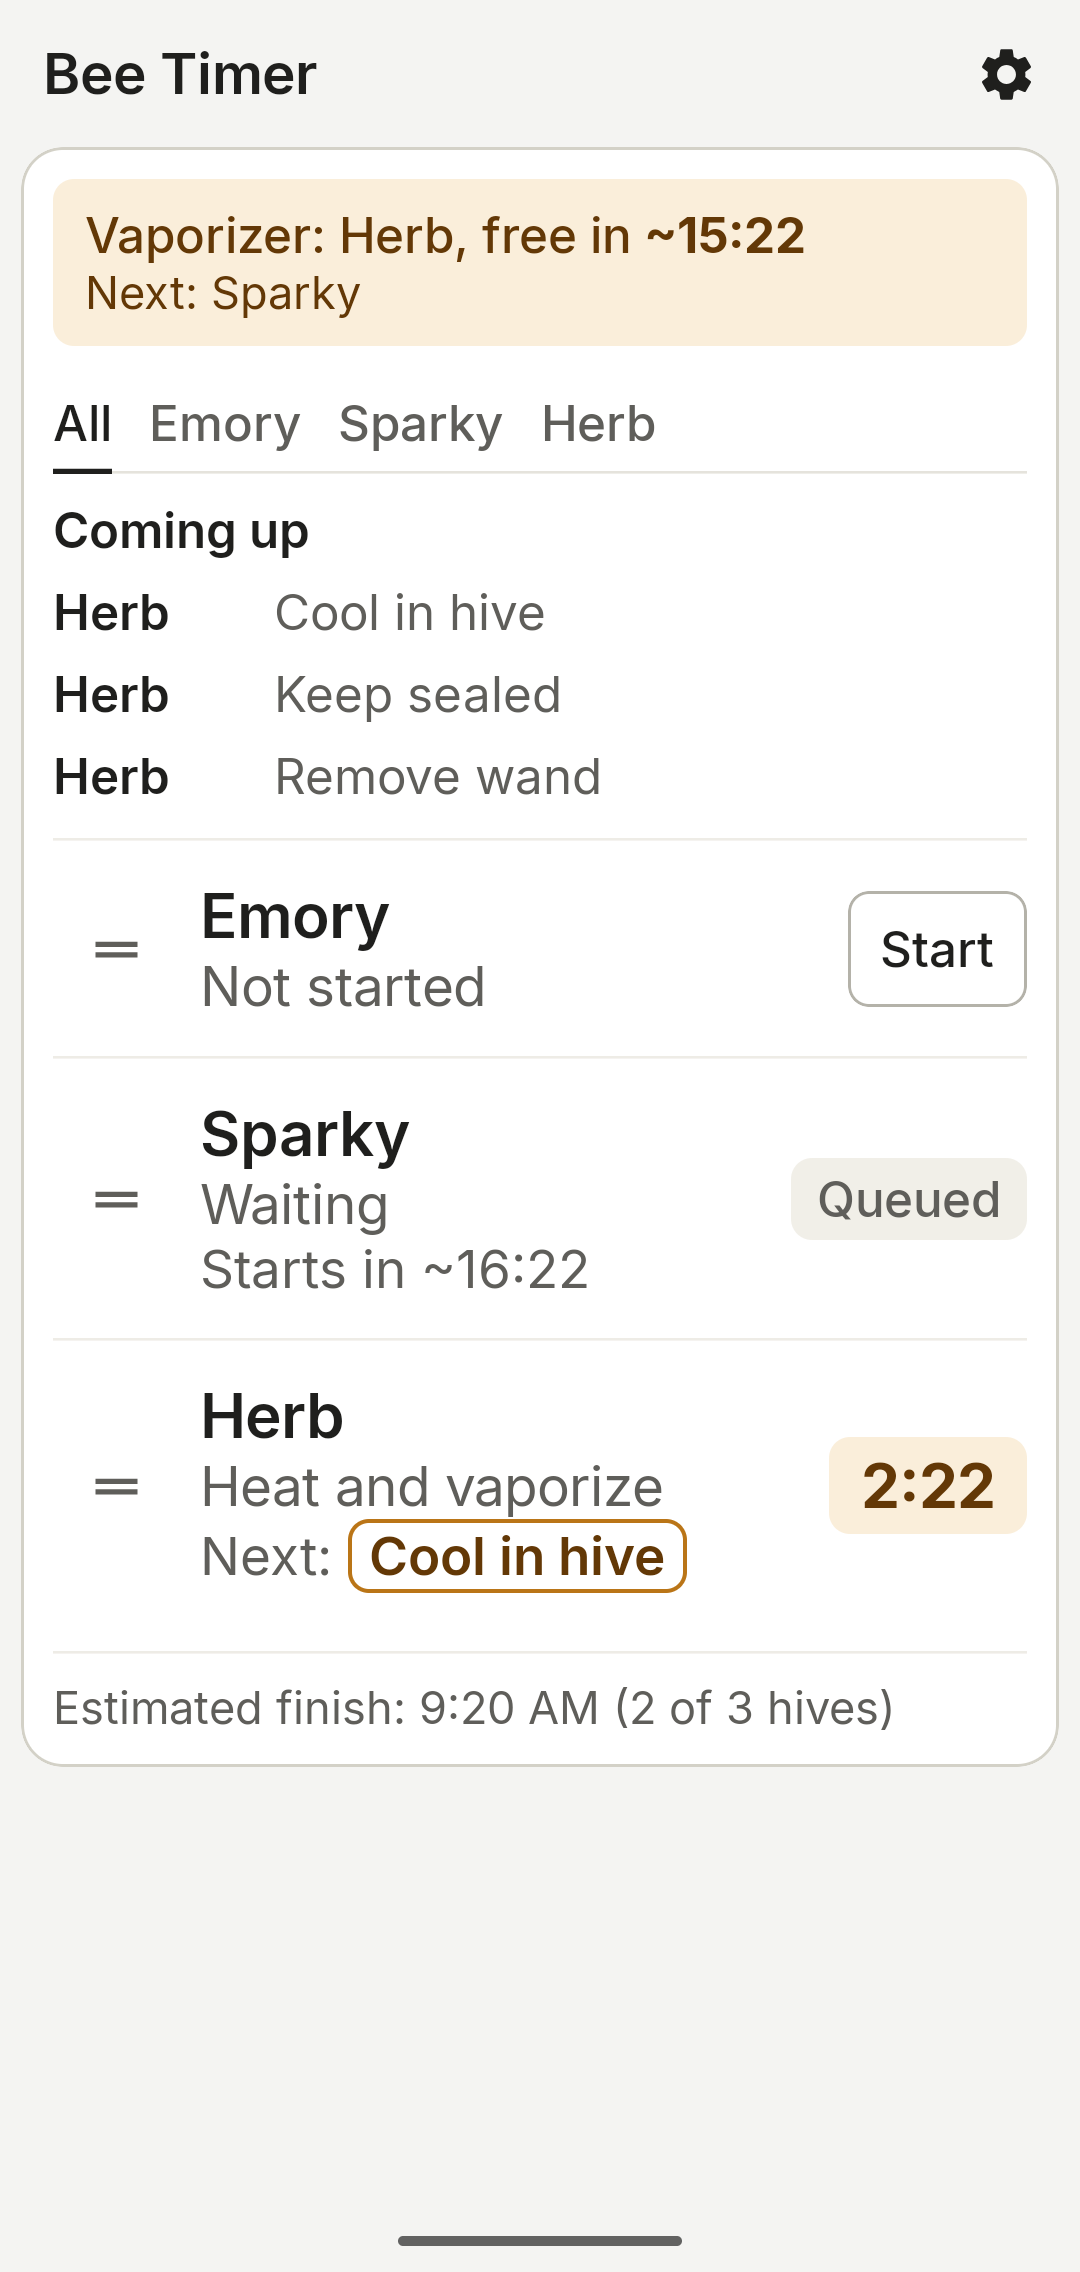 Bee Timer
Vaporizer: Herb, free in ~15:22
Next: Sparky
All Emory Sparky Herb
Coming up
Herb Cool in hive
Herb Keep sealed
Herb Remove wand
Emory
Not started
Start
Sparky
Waiting
Starts in ~16:22
Queued
Herb
Heat and vaporize
Next: Cool in hive
2:22
Estimated finish: 9:20 AM (2 of 3 hives)